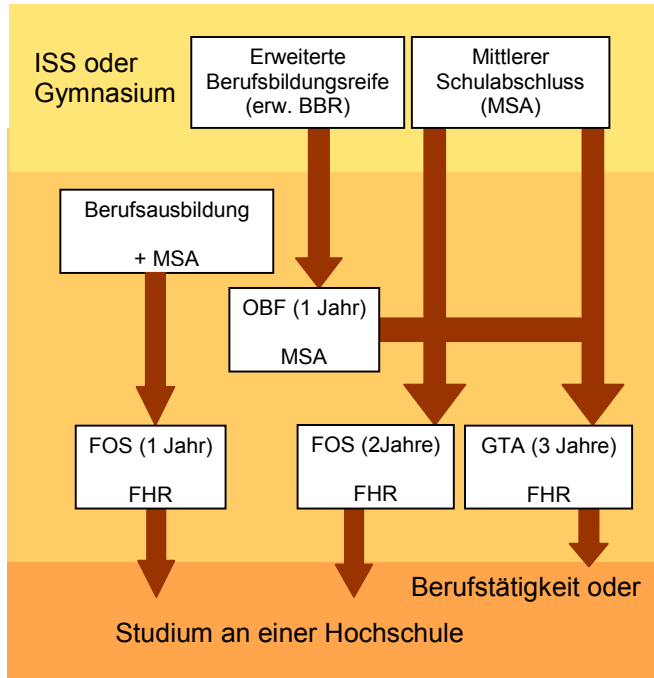 ISS oder
Gymnasium
Erweiterte
Berufsbildungsreife
(erw. BBR)
Mittlerer
Schulabschluss
(MSA)
Berufsausbildung
+ MSA
OBF (1 Jahr)
MSA
FOS (1 Jahr)
FHR
FOS (2Jahre)
FHR
GTA (3 Jahre)
FHR
Berufstätigkeit oder
Studium an einer Hochschule